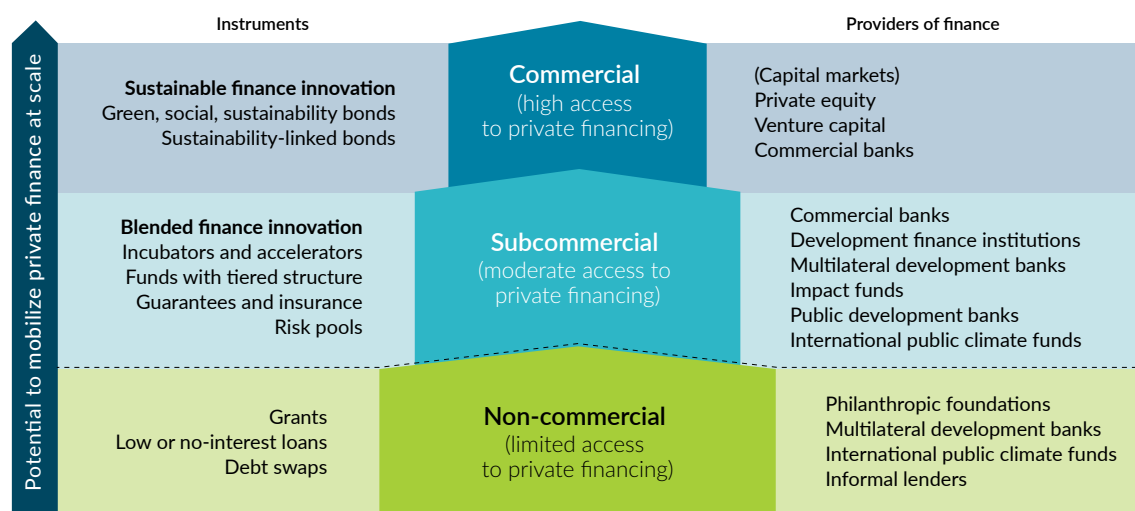 Instruments
Providers of finance
Potential to mobilize private finance at scale
Sustainable finance innovation
Green, social, sustainability bonds
Sustainability-linked bonds
Commercial
(high access
to private financing)
(Capital markets)
Private equity
Venture capital
Commercial banks
Blended finance innovation
Incubators and accelerators
Funds with tiered structure
Guarantees and insurance
Risk pools
Subcommercial
(moderate access to
private financing)
Commercial banks
Development finance institutions
Multilateral development banks
Impact funds
Public development banks
International public climate funds
Grants
Low or no-interest loans
Debt swaps
Non-commercial
(limited access
to private financing)
Philanthropic foundations
Multilateral development banks
International public climate funds
Informal lenders